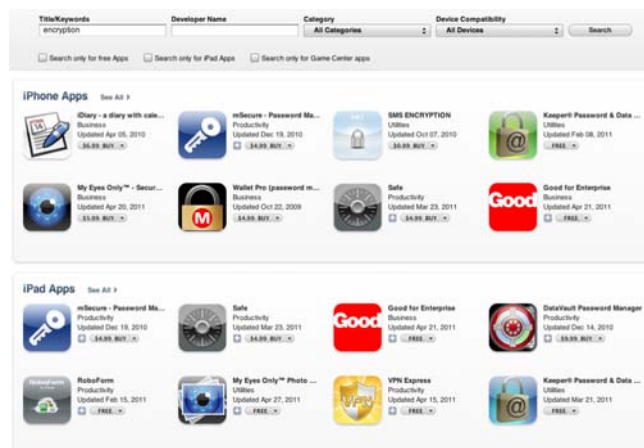 Title/Keywords Developer Name Category Device Compatibility
encryption All Categories All Devices Search
Search only for free Apps Search only for iPad Apps Search only for Game Center apps
iPhone Apps See All >
iDiary - a diary with cale... mSecure - Password Ma... SMS ENCRYPTION Keeper® Password & Data ...
Business Productivity Utilities Utilities
Updated Apr 05, 2010 Updated Dec 19, 2010 Updated Oct 07, 2010 Updated Feb 08, 2011
$6.99 BUY $4.99 BUY BUY FREE
My Eyes Only™ - Secur... Wallet Pro (password m... Safe Good for Enterprise
Business Business Productivity Business
Updated Apr 20, 2011 Updated Oct 22, 2009 Updated Mar 23, 2011 Updated Apr 21, 2011
$5.99 BUY $4.99 BUY $4.99 BUY FREE
M
Good
iPad Apps See All >
mSecure - Password Ma... Safe Good for Enterprise DataVault Password Manager
Productivity Productivity Business Productivity
Updated Dec 19, 2010 Updated Mar 23, 2011 Updated Apr 21, 2011 Updated Dec 14, 2010
$4.99 BUY $4.99 BUY FREE $9.99 BUY
Good
RoboForm My Eyes Only™ Photo ... VPN Express Keeper® Password & Data ...
Productivity Utilities Productivity Utilities
Updated Feb 15, 2011 Updated Apr 27, 2011 Updated Apr 15, 2011 Updated Mar 21, 2011
FREE FREE FREE FREE
RoboForm
VPN